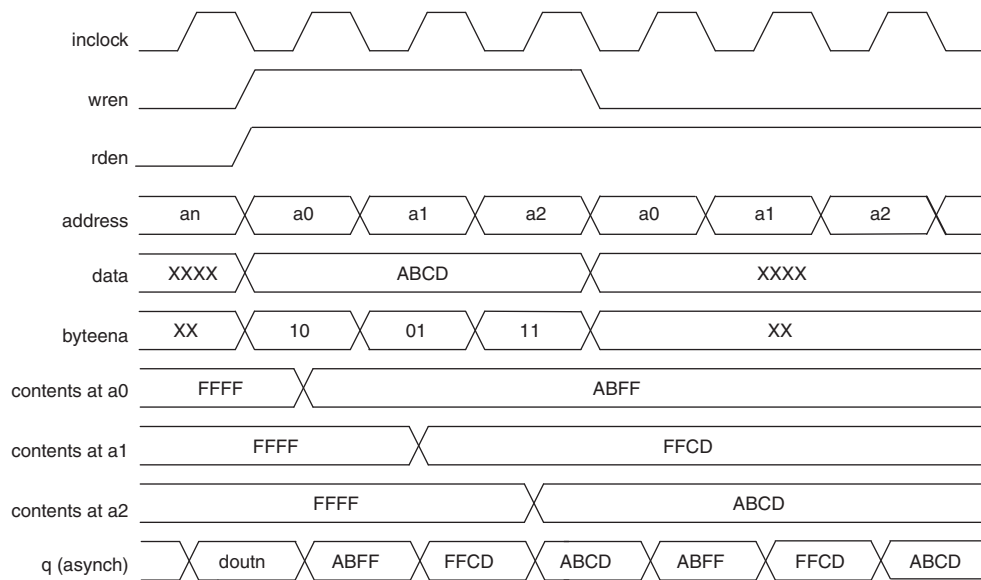 inclock
wren
rden
address an a0 a1 a2 a0 a1 a2
data XXXX ABCD XXXX
byteena XX 10 01 11 XX
contents at a0 FFFF ABFF
contents at a1 FFFF FFCD
contents at a2 FFFF ABCD
q (asynch) doutn ABFF FFCD ABCD ABFF FFCD ABCD